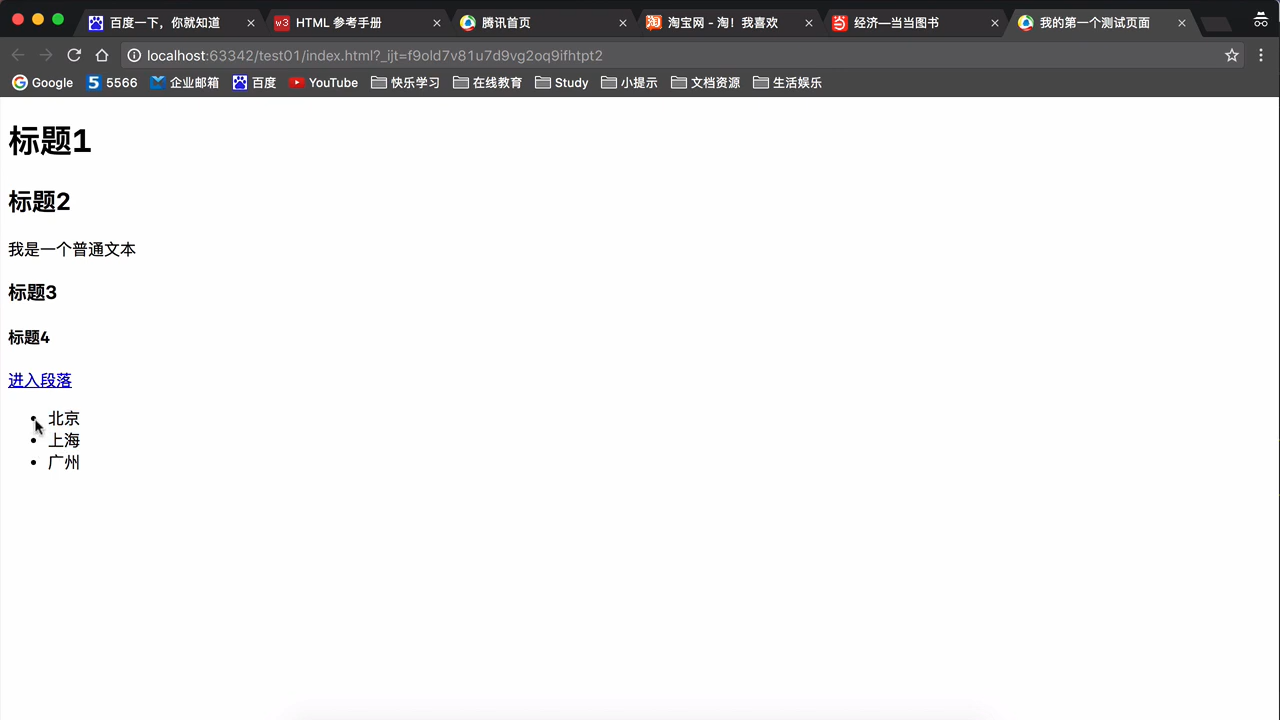 百度一下，你就知道
w3 HTML 参考手册
腾讯首页
淘 淘宝网 - 淘！我喜欢
经济—当当图书
我的第一个测试页面
localhost:63342/test01/index.html?_ijt=f9old7v81u7d9vg2oq9ifhtpt2
Google 5 5566 企业邮箱 百度 YouTube 快乐学习 在线教育 Study 小提示 文档资源 生活娱乐
标题1
标题2
我是一个普通文本
标题3
标题4
进入段落
北京
上海
广州